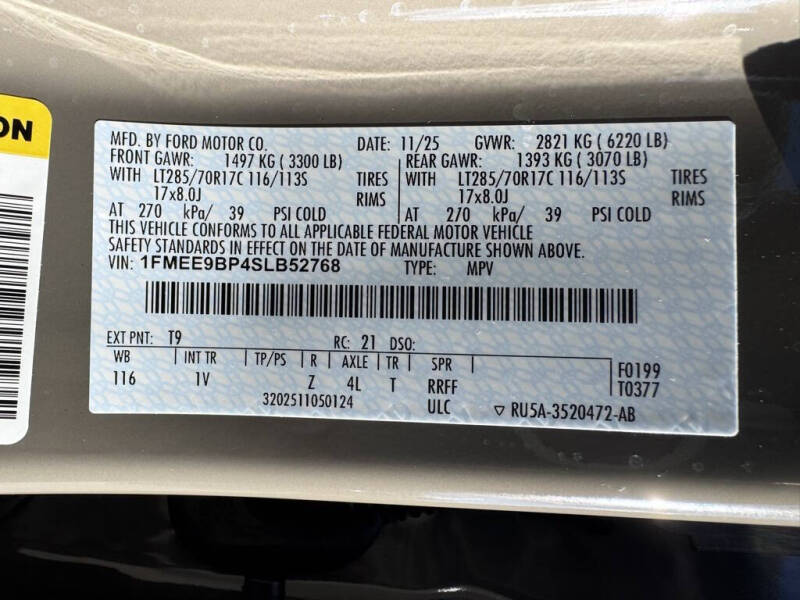 ON
MFD. BY FORD MOTOR CO. DATE: 11/25 GVWR: 2821 KG ( 6220 LB)
FRONT GAWR: 1497 KG ( 3300 LB) REAR GAWR: 1393 KG ( 3070 LB)
WITH LT285/70R17C 116/113S TIRES WITH LT285/70R17C 116/113S TIRES
17x8.0J RIMS 17x8.0J RIMS
AT 270 kPa/ 39 PSI COLD AT 270 kPa/ 39 PSI COLD
THIS VEHICLE CONFORMS TO ALL APPLICABLE FEDERAL MOTOR VEHICLE
SAFETY STANDARDS IN EFFECT ON THE DATE OF MANUFACTURE SHOWN ABOVE.
VIN: 1FMEE9BP4SLB52768 TYPE: MPV
EXT PNT: T9 RC: 21 DSO:
WB INT TR TP/PS R AXLE TR SPR F0199
116 1V Z 4L T RRFF T0377
3202511050124 ULC ▽ RU5A-3520472-AB